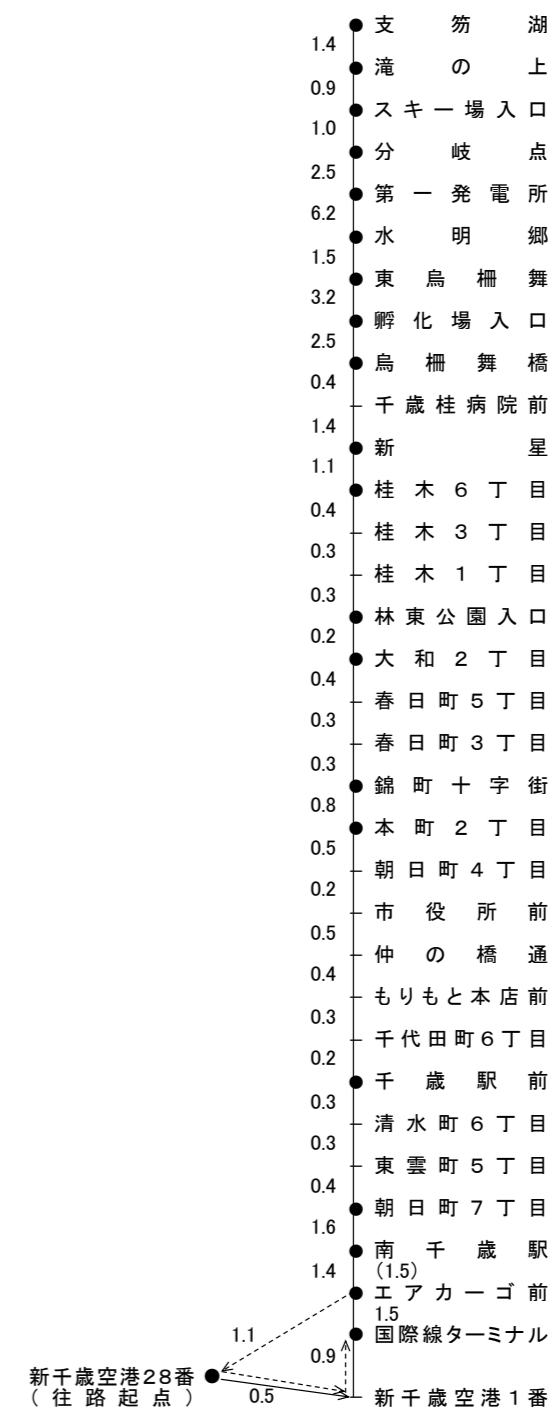 支笏湖
1.4
滝の上
0.9
スキー場入口
1.0
分岐点
2.5
第一発電所
6.2
水明郷
1.5
東烏柵舞
3.2
孵化場入口
2.5
烏柵舞橋
0.4
千歳桂病院前
1.4
新星
1.1
桂木6丁目
0.4
桂木3丁目
0.3
桂木1丁目
0.3
林東公園入口
0.2
大和2丁目
0.4
春日町5丁目
0.3
春日町3丁目
0.3
錦町十字街
0.8
本町2丁目
0.5
朝日町4丁目
0.2
市役所前
0.5
仲の橋通
0.4
もりもと本店前
0.3
千代田町6丁目
0.2
千歳駅前
0.3
清水町6丁目
0.3
東雲町5丁目
0.4
朝日町7丁目
1.6
南千歳駅
1.4 (1.5)
エアカーゴ前
1.5
1.1 国際線ターミナル
0.9
新千歳空港28番
(往路起点) 0.5 新千歳空港1番